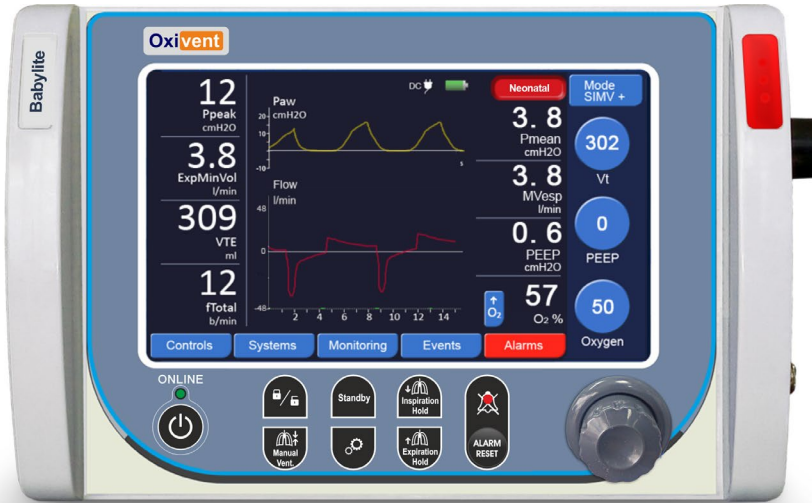 Babylite
Oxivent
12
Ppeak
cmH2O
3.8
ExpMinVol
l/min
309
VTE
ml
12
fTotal
b/min
DC
Paw
cmH2O
20
10
-10
s
Flow
l/min
48
0
-48
2 4 6 8 10 12 14
Neonatal
3. 8
Pmean
cmH2O
3. 8
MVesp
l/min
0. 6
PEEP
cmH2O
57
O2 %
↑
O2
Mode
SIMV +
302
Vt
0
PEEP
50
Oxygen
Controls Systems Monitoring Events Alarms
ONLINE
Standby
Inspiration
Hold
Manual
Vent.
Expiration
Hold
ALARM
RESET